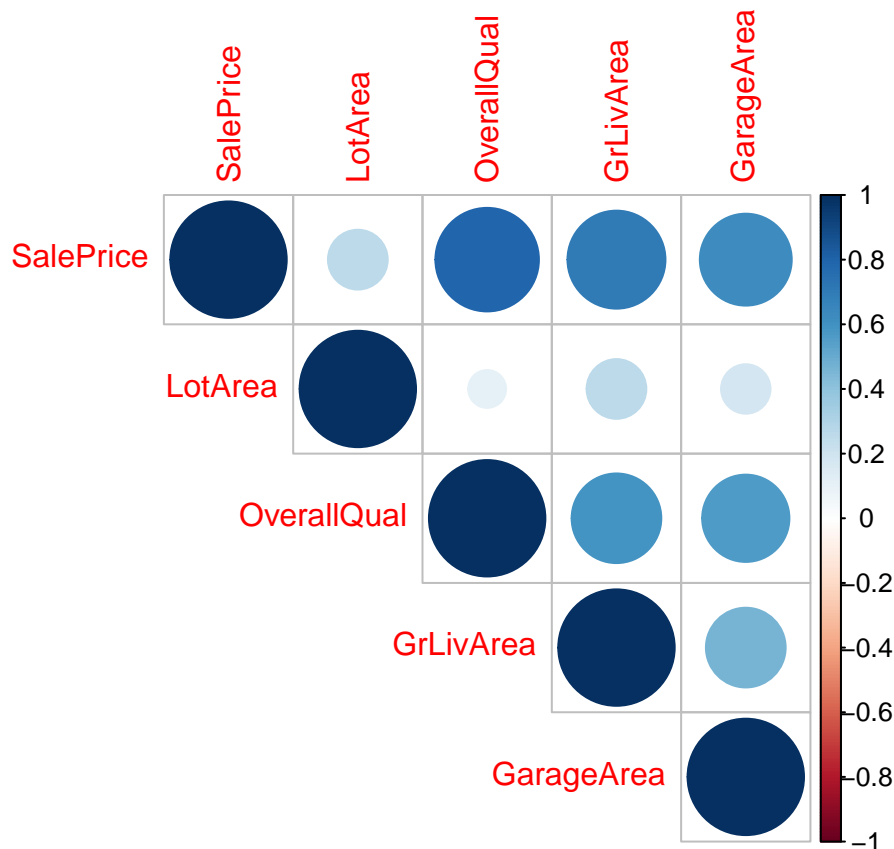 SalePrice
LotArea
OverallQual
GrLivArea
GarageArea
SalePrice
LotArea
OverallQual
GrLivArea
GarageArea
1
0.8
0.6
0.4
0.2
0
−0.2
−0.4
−0.6
−0.8
−1